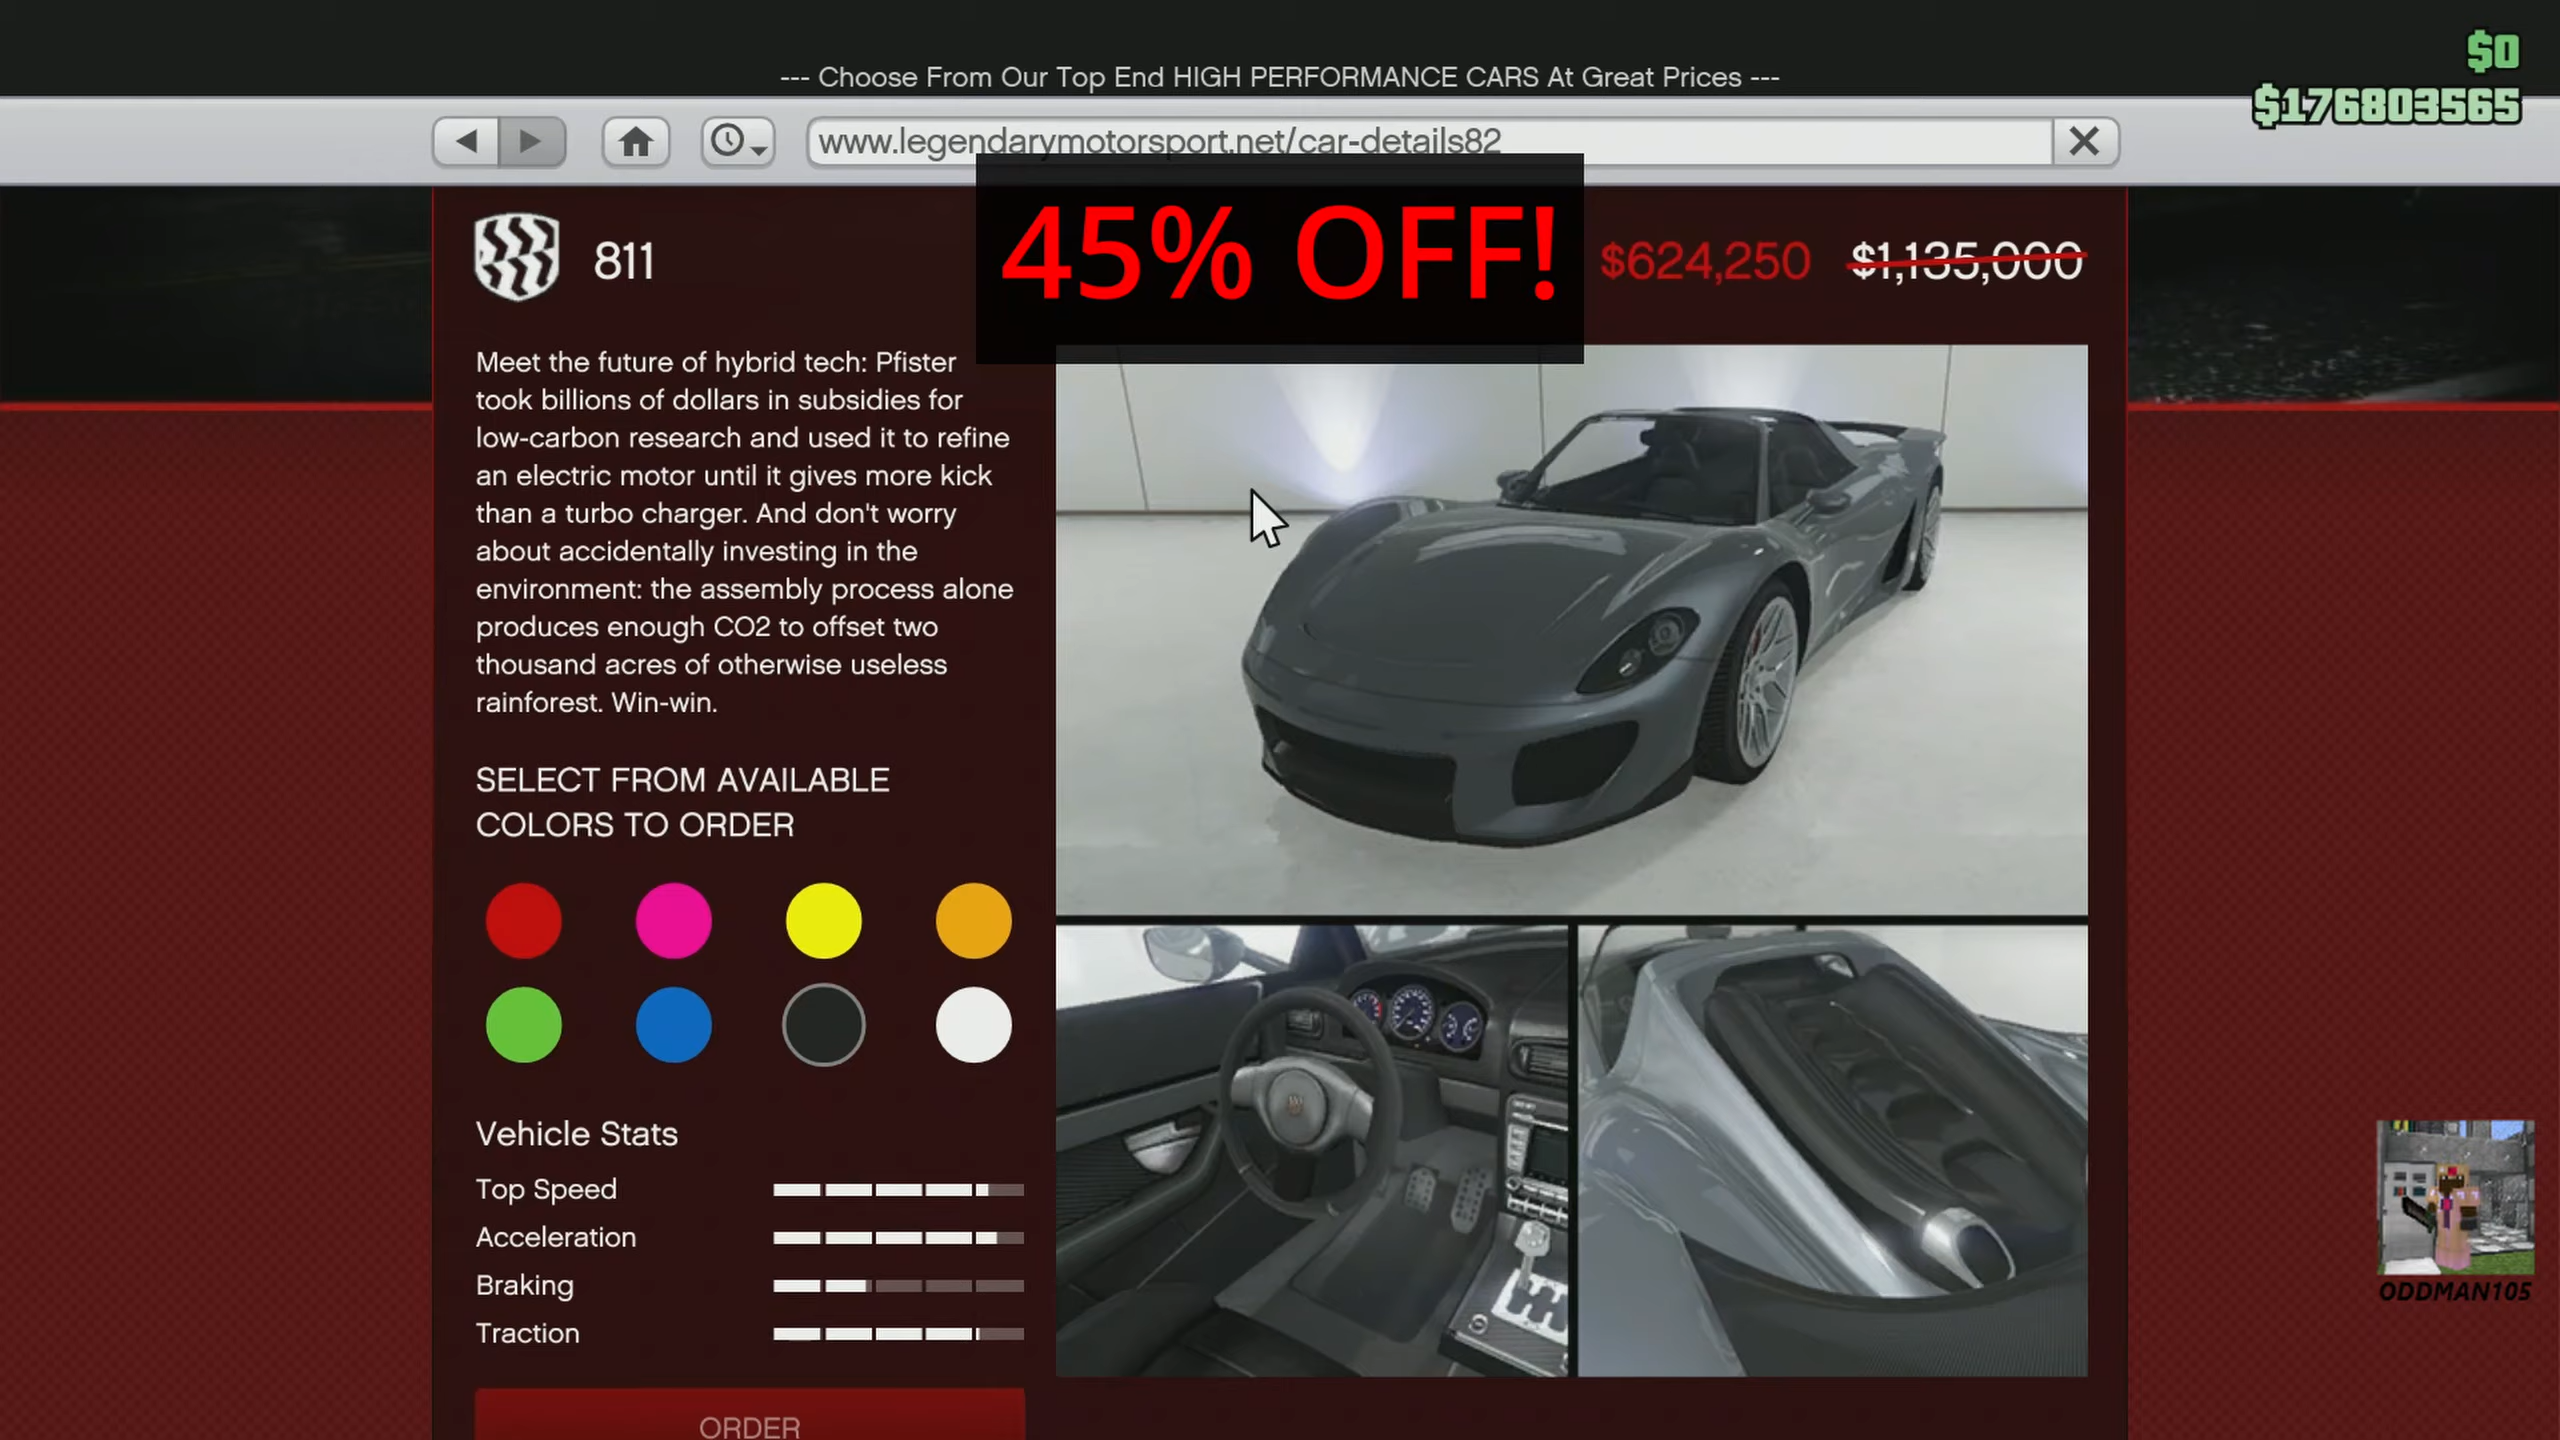 --- Choose From Our Top End HIGH PERFORMANCE CARS At Great Prices ---
$0
$176803565
www.legendarymotorsport.net/car-details82
811
45% OFF!
$624,250 $1,135,000
Meet the future of hybrid tech: Pfister
took billions of dollars in subsidies for
low-carbon research and used it to refine
an electric motor until it gives more kick
than a turbo charger. And don't worry
about accidentally investing in the
environment: the assembly process alone
produces enough CO2 to offset two
thousand acres of otherwise useless
rainforest. Win-win.
SELECT FROM AVAILABLE
COLORS TO ORDER
Vehicle Stats
Top Speed
Acceleration
Braking
Traction
ORDER
ODDMAN105